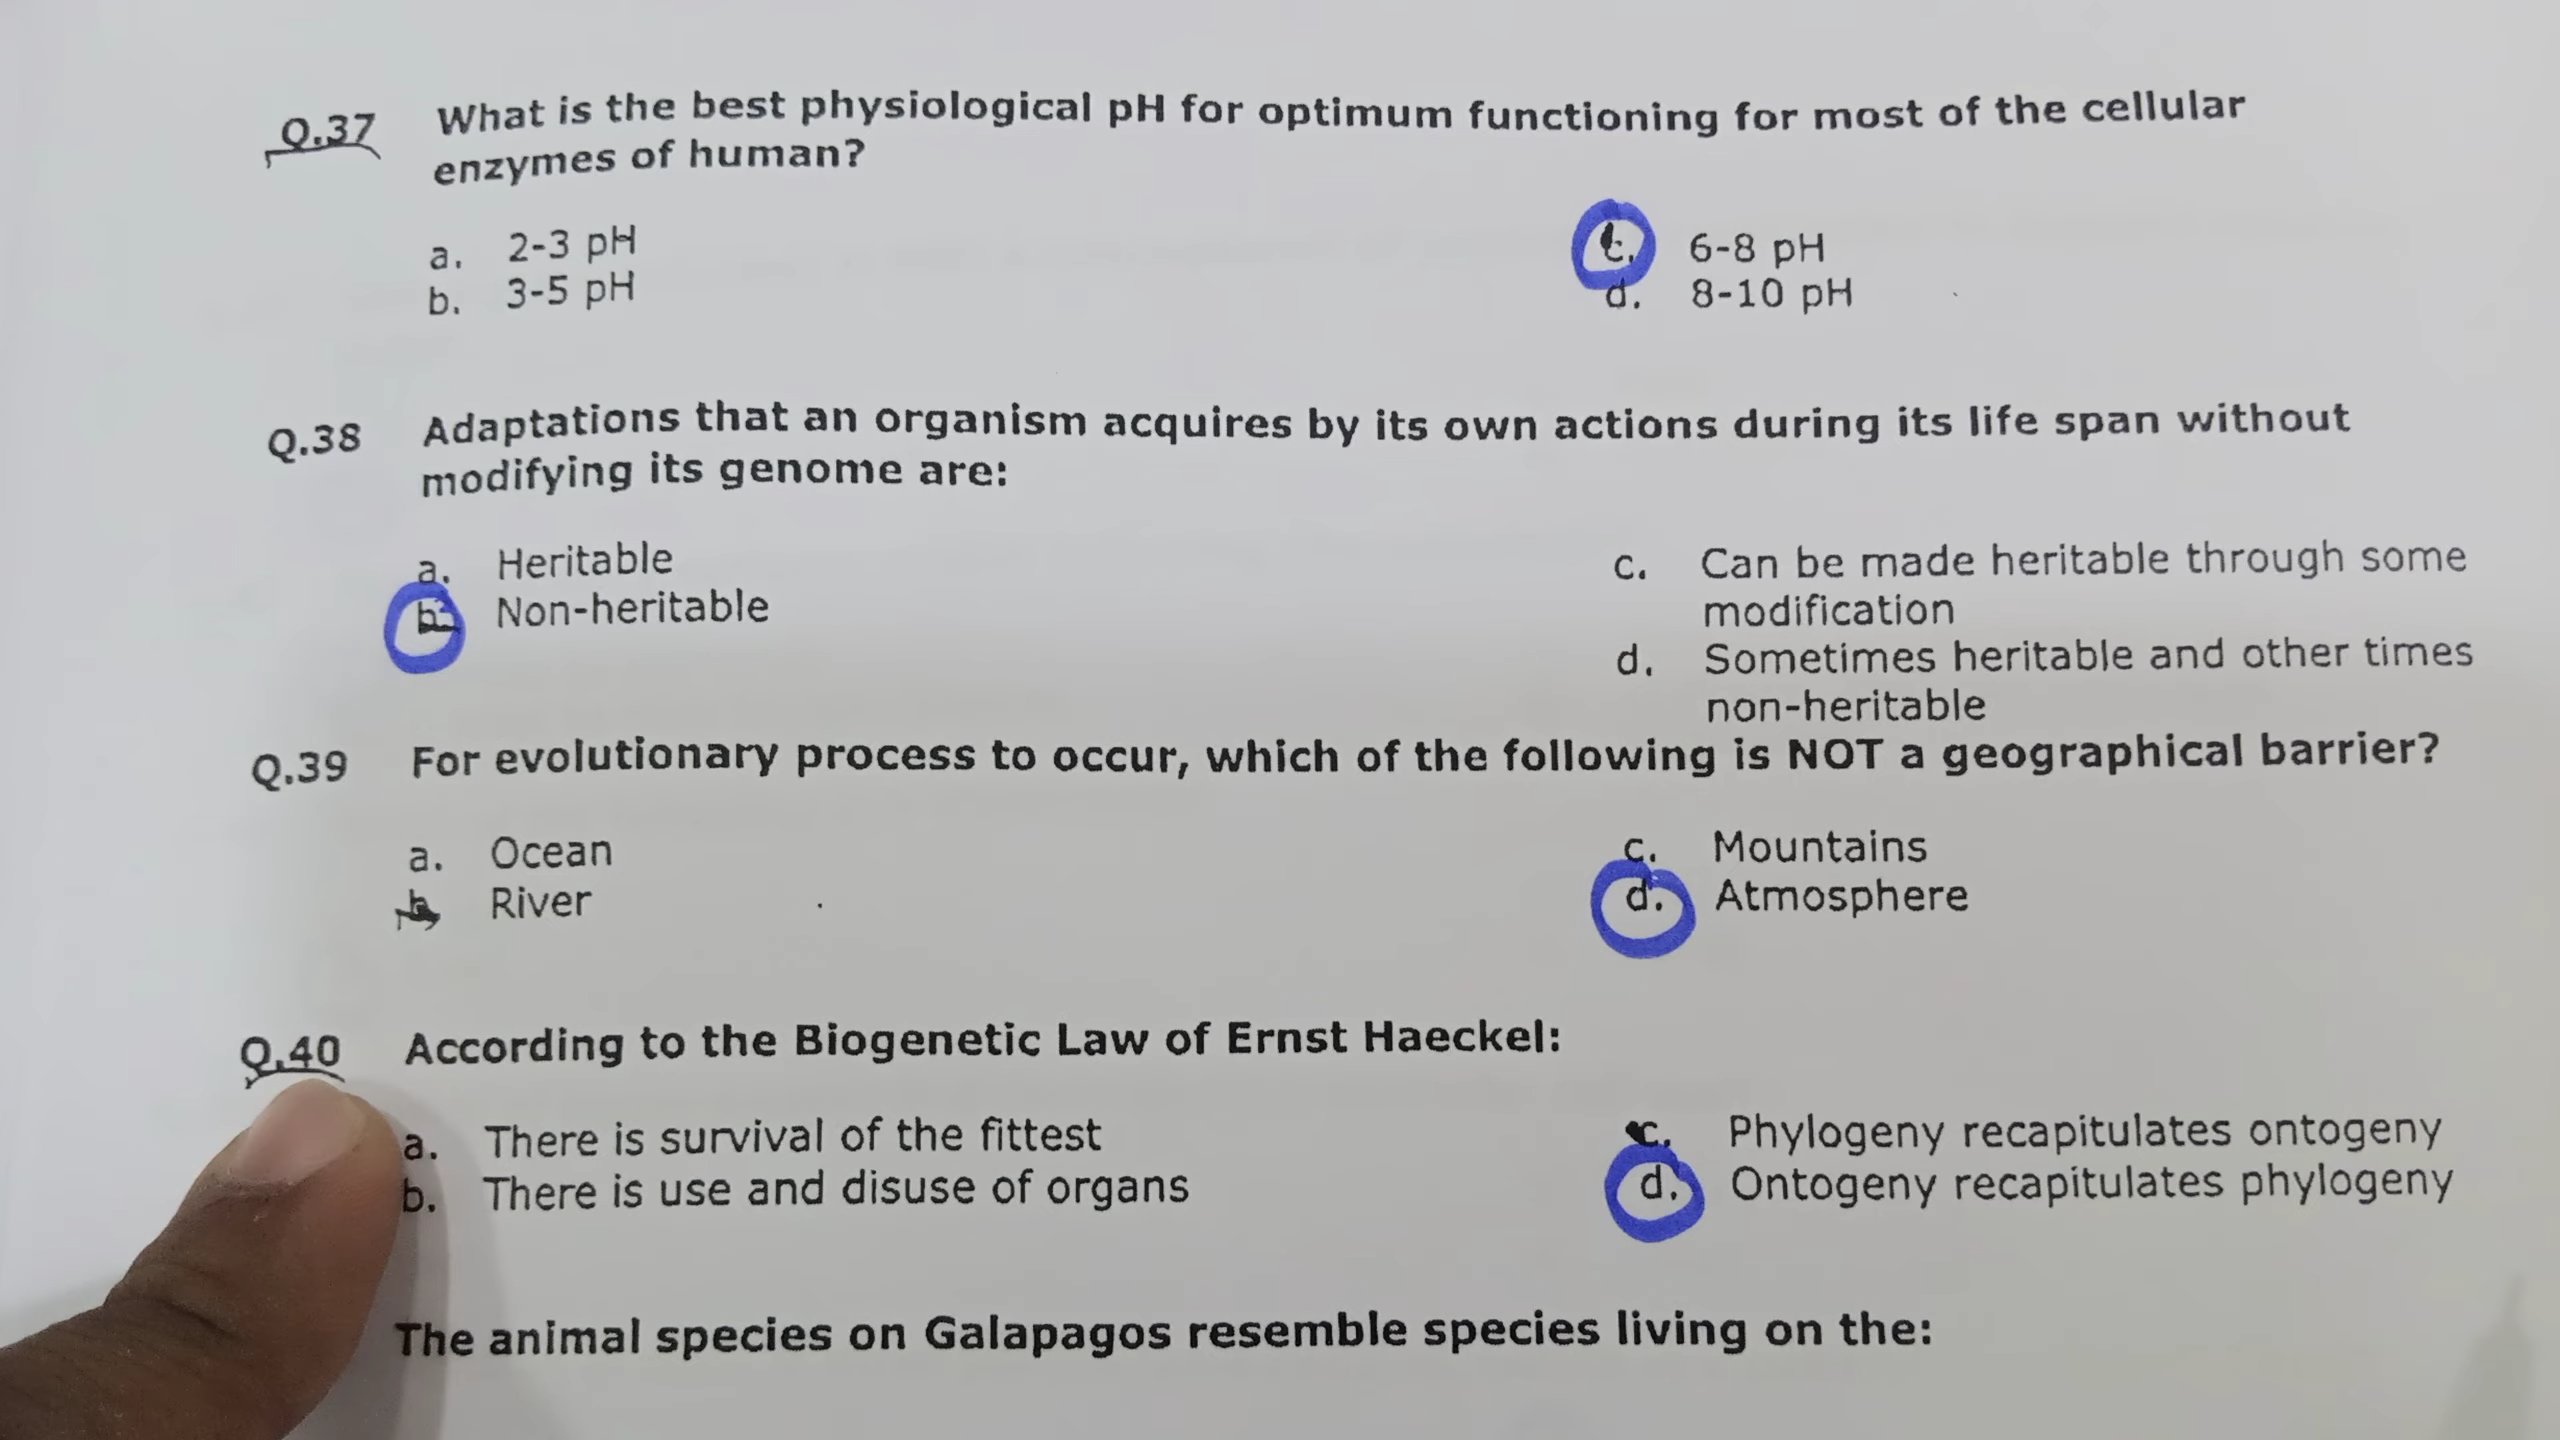 Q.37 What is the best physiological pH for optimum functioning for most of the cellular
enzymes of human?
a. 2-3 pH
b. 3-5 pH
c. 6-8 pH
d. 8-10 pH
Q.38 Adaptations that an organism acquires by its own actions during its life span without
modifying its genome are:
a. Heritable
b. Non-heritable
c. Can be made heritable through some
modification
d. Sometimes heritable and other times
non-heritable
Q.39 For evolutionary process to occur, which of the following is NOT a geographical barrier?
a. Ocean
b. River
c. Mountains
d. Atmosphere
Q.40 According to the Biogenetic Law of Ernst Haeckel:
a. There is survival of the fittest
b. There is use and disuse of organs
c. Phylogeny recapitulates ontogeny
d. Ontogeny recapitulates phylogeny
The animal species on Galapagos resemble species living on the: